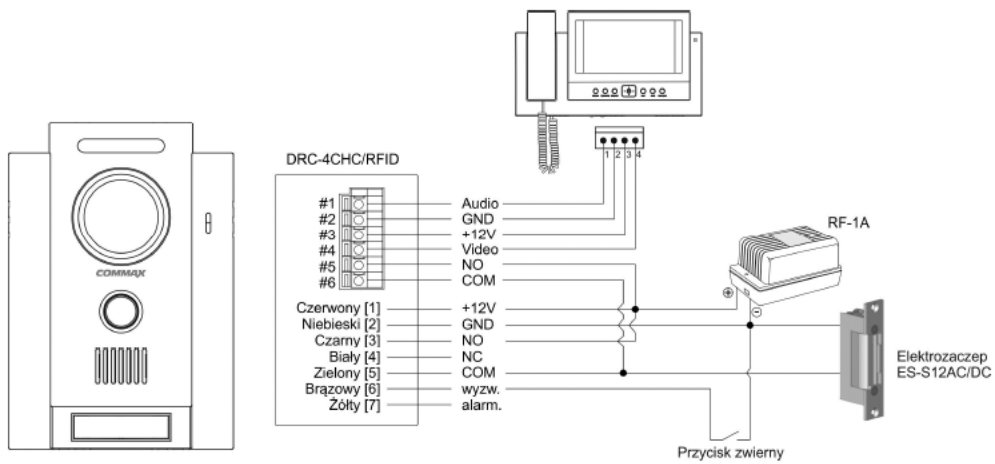 DRC-4CHC/RFID
1 2 3 4
#1 Audio
#2 GND
#3 +12V
#4 Video
#5 NO
#6 COM
RF-1A
COMMAX
Czerwony [1] +12V
Niebieski [2] GND
Czarny [3] NO
Biały [4] NC
Zielony [5] COM
Brązowy [6] wyzw.
Żółty [7] alarm.
Elektrozaczep
ES-S12AC/DC
Przycisk zwierny